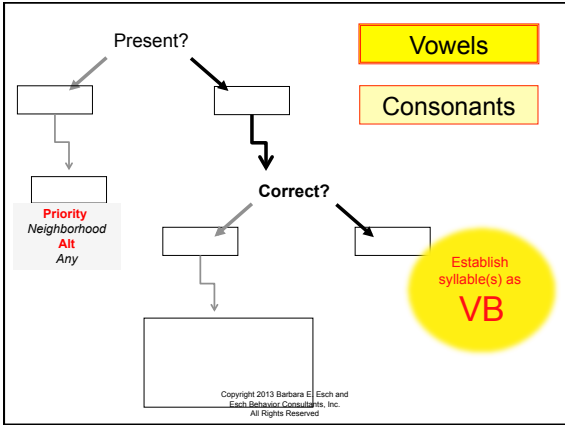 Present?
Vowels
Consonants
Correct?
Priority
Neighborhood
Alt
Any
Establish
syllable(s) as
VB
Copyright 2013 Barbara E. Esch and
Esch Behavior Consultants, Inc.
All Rights Reserved